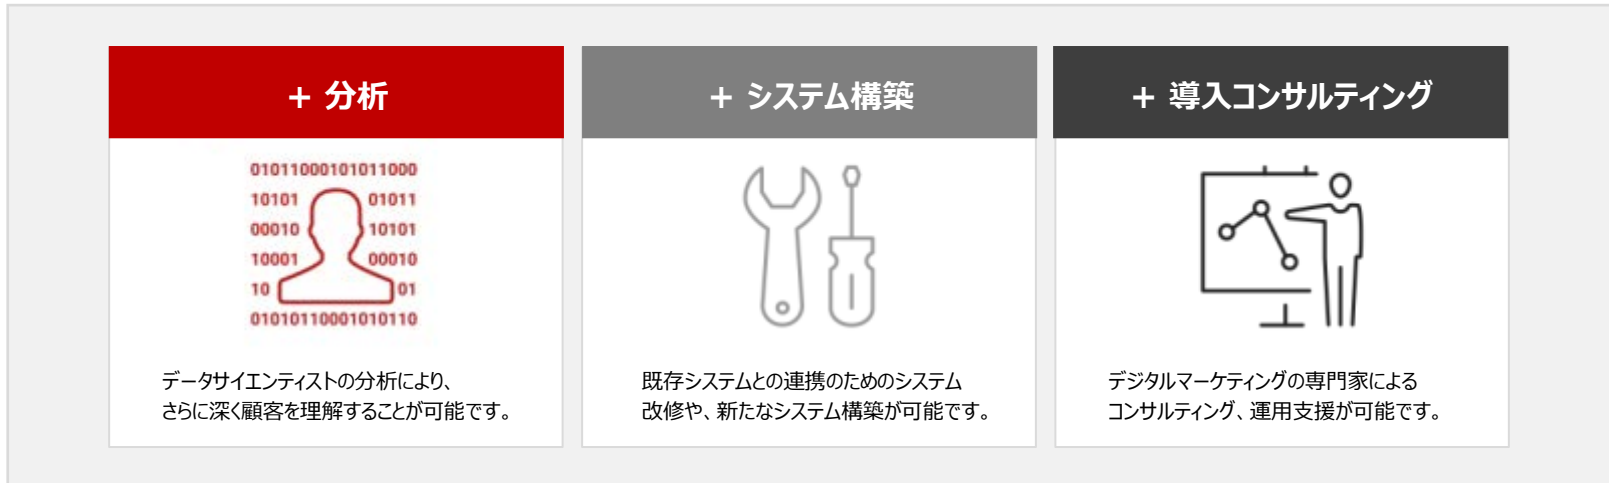 + 分析
01011000101011000
10101 01011
00010 10101
10001 00010
10 01
01010110001010110
データサイエンティストの分析により、
さらに深く顧客を理解することが可能です。
+ システム構築
既存システムとの連携のためのシステム
改修や、新たなシステム構築が可能です。
+ 導入コンサルティング
デジタルマーケティングの専門家による
コンサルティング、運用支援が可能です。